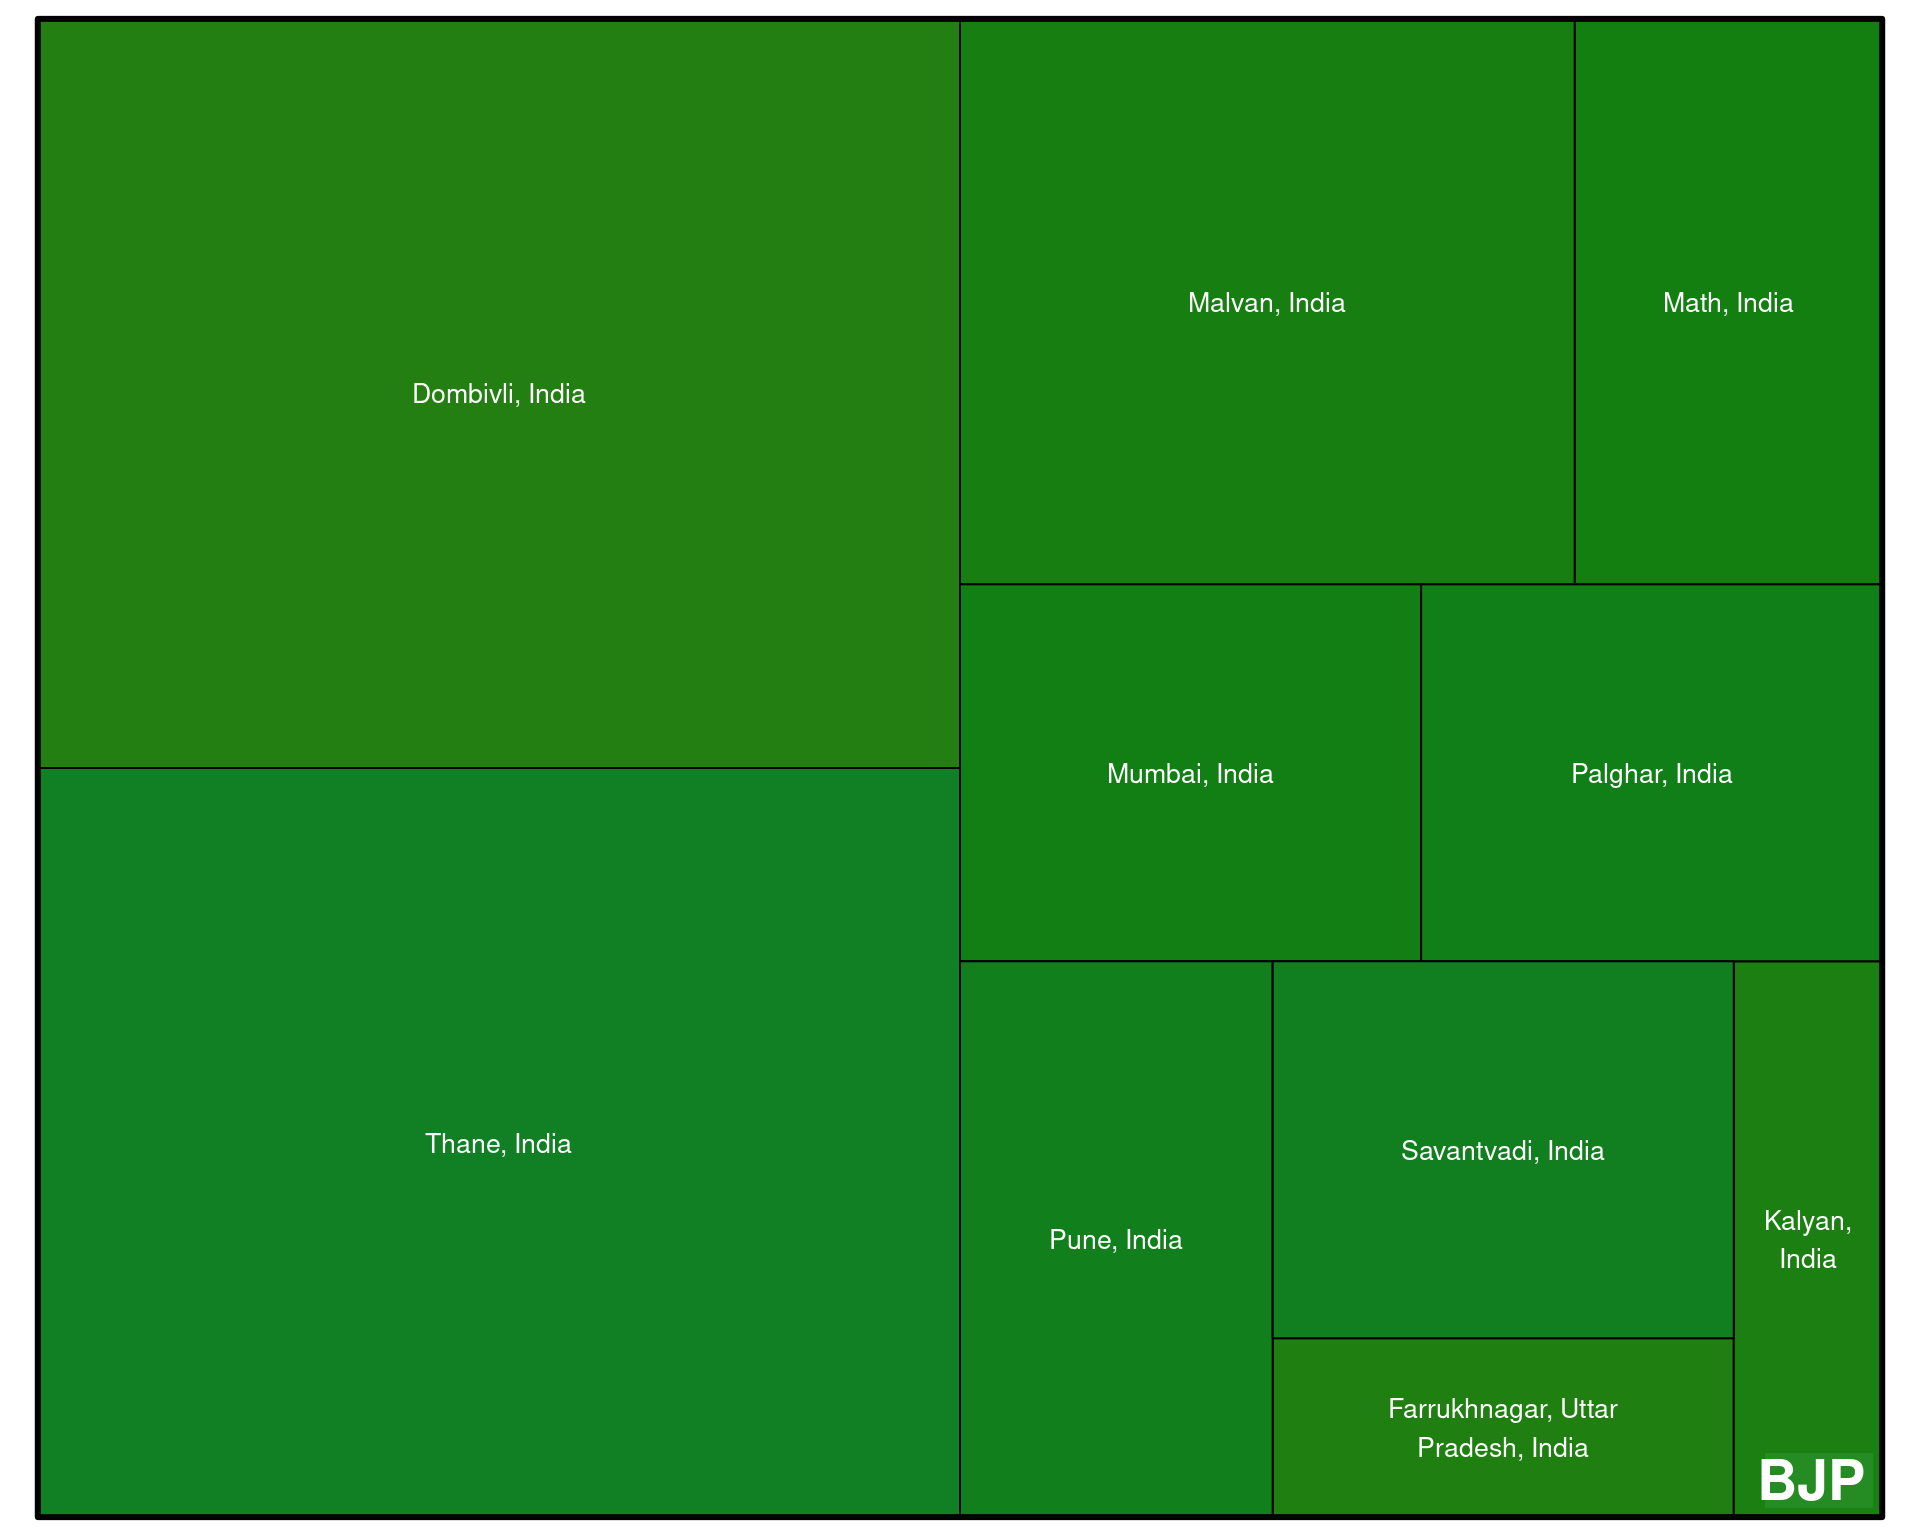 Dombivli, India
Malvan, India
Math, India
Mumbai, India
Palghar, India
Thane, India
Pune, India
Savantvadi, India
Kalyan,
India
Farrukhnagar, Uttar
Pradesh, India
BJP